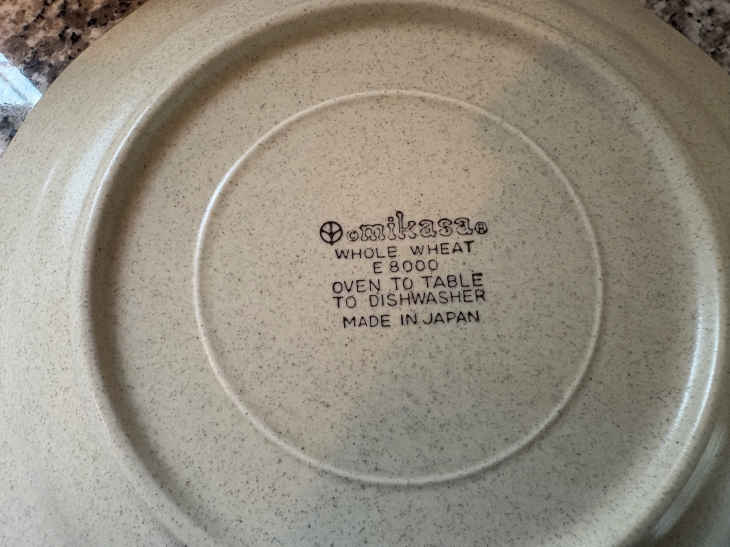 ©mikasa®
WHOLE WHEAT
E 8000
OVEN TO TABLE
TO DISHWASHER
MADE IN JAPAN